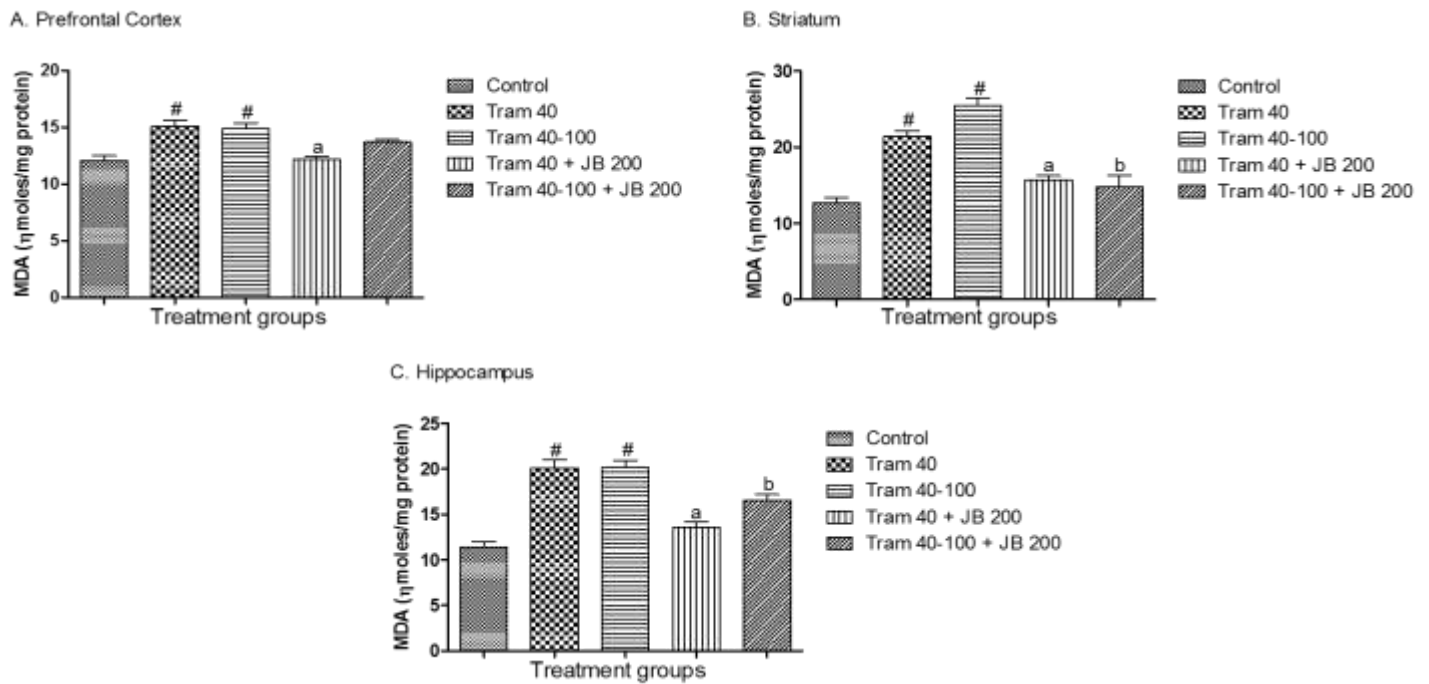 A. Prefrontal Cortex
MDA (ηmoles/mg protein)
20
15
10
5
0
#
#
a
Treatment groups
Control
Tram 40
Tram 40-100
Tram 40 + JB 200
Tram 40-100 + JB 200
B. Striatum
MDA (ηmoles/mg protein)
30
20
10
0
#
#
a
b
Treatment groups
Control
Tram 40
Tram 40-100
Tram 40 + JB 200
Tram 40-100 + JB 200
C. Hippocampus
MDA (ηmoles/mg protein)
25
20
15
10
5
0
#
#
a
b
Treatment groups
Control
Tram 40
Tram 40-100
Tram 40 + JB 200
Tram 40-100 + JB 200